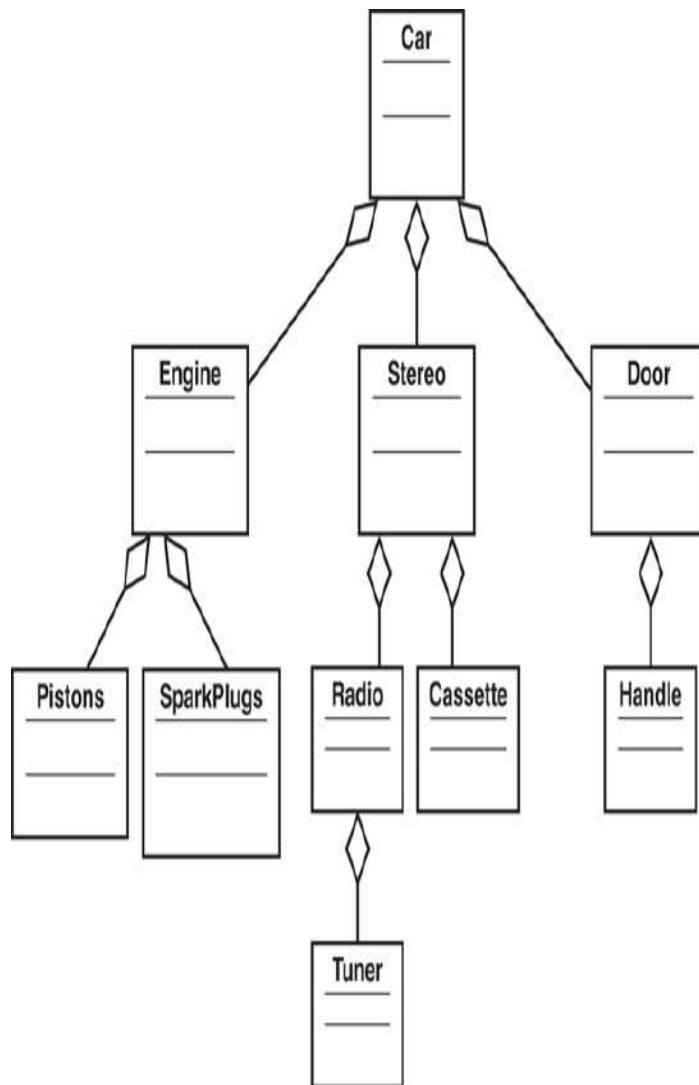 Car
Engine
Stereo
Door
Pistons
SparkPlugs
Radio
Cassette
Handle
Tuner